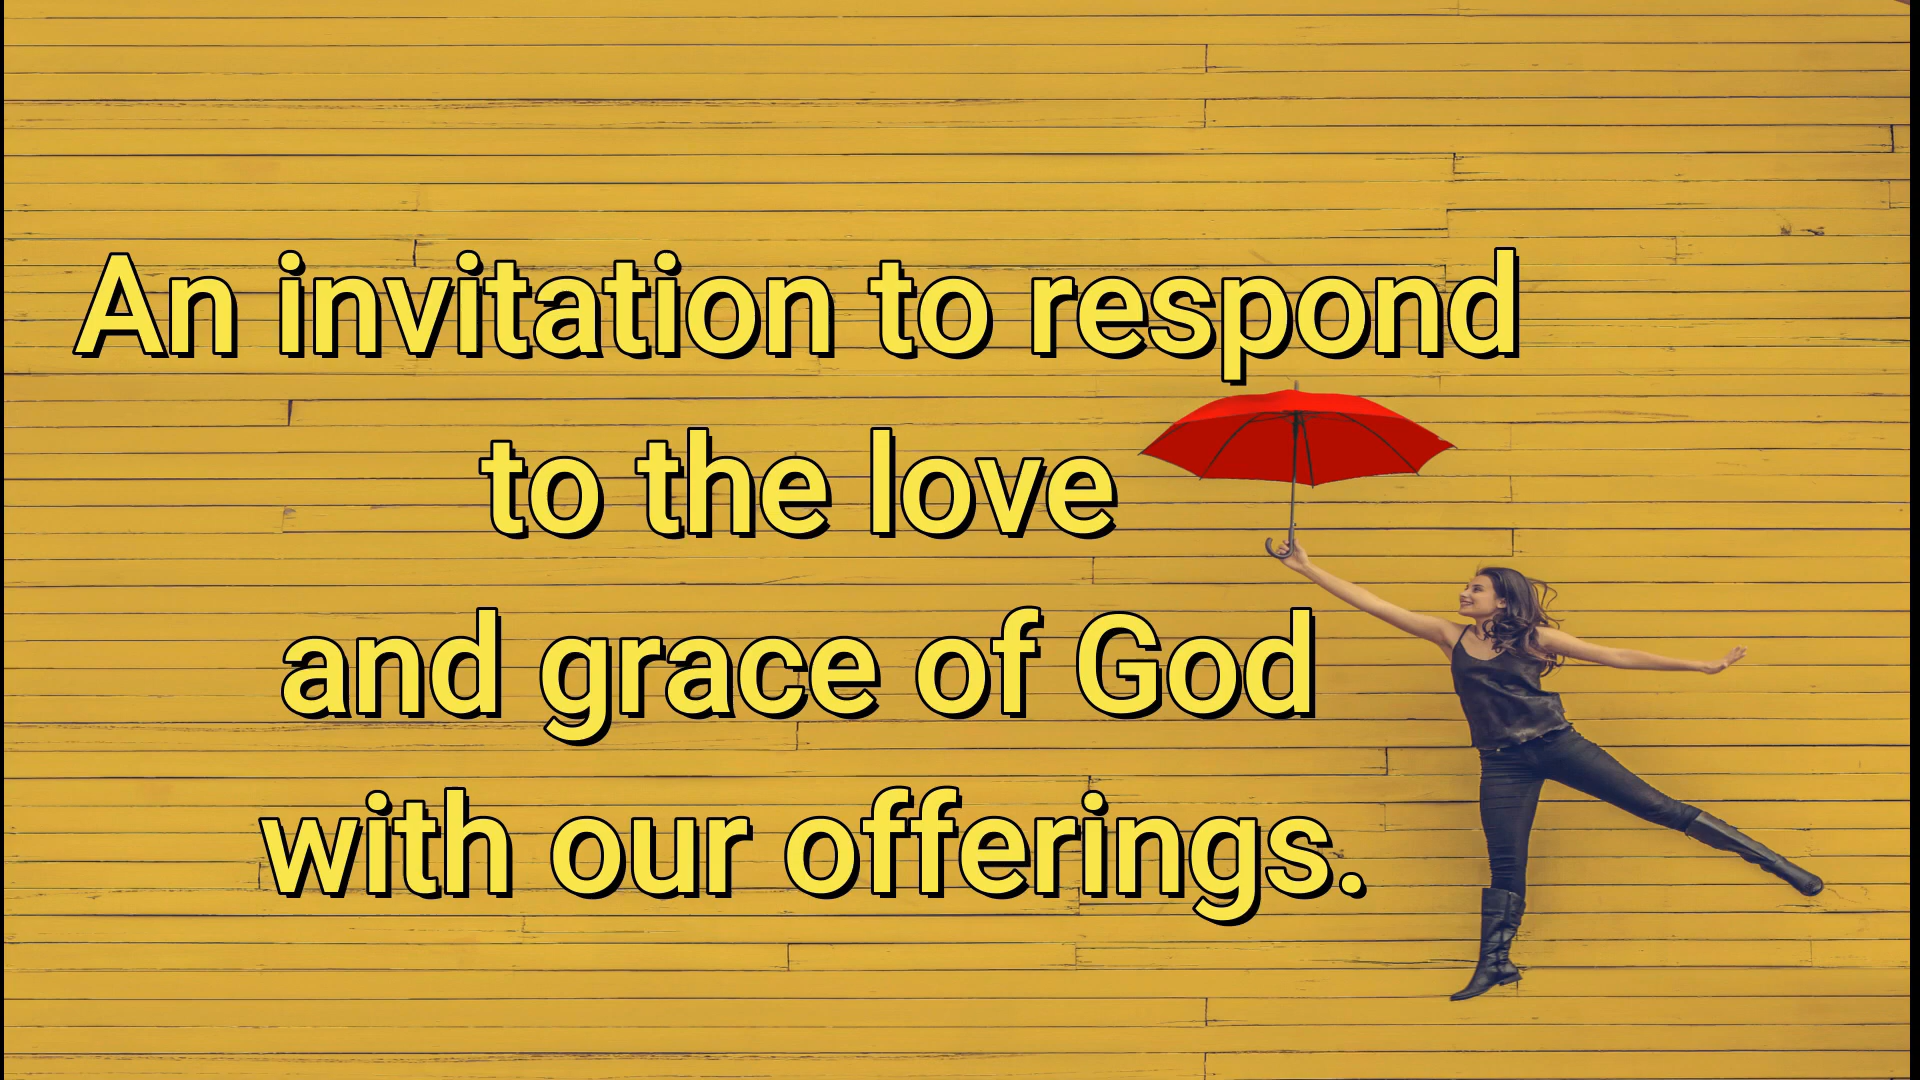 An invitation to respond
to the love
and grace of God
with our offerings.